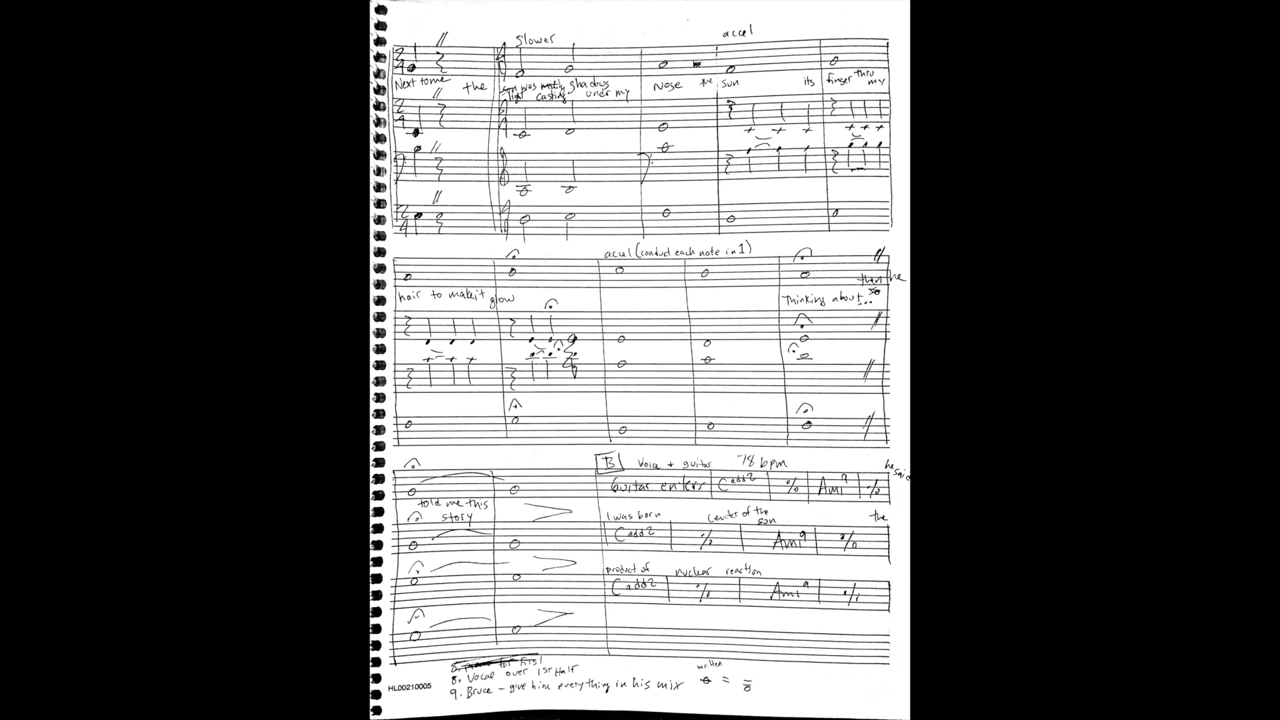 slower accel
Next to me the light casting shadows under my Nose the sun its finger thru my
accel (conduct each note in 1)
hair to make it glow Thinking about... then he
told me this story
B Voice + guitar 78 bpm he said
Guitar enters Cadd2 % Ami9 %
I was born center of the sun the
Cadd2 % Ami9 %
product of nuclear reaction
Cadd2 % Ami9 %
8. Vocal over 1st Half
9. Bruce - give him everything in his mix
written
=
HL00210005